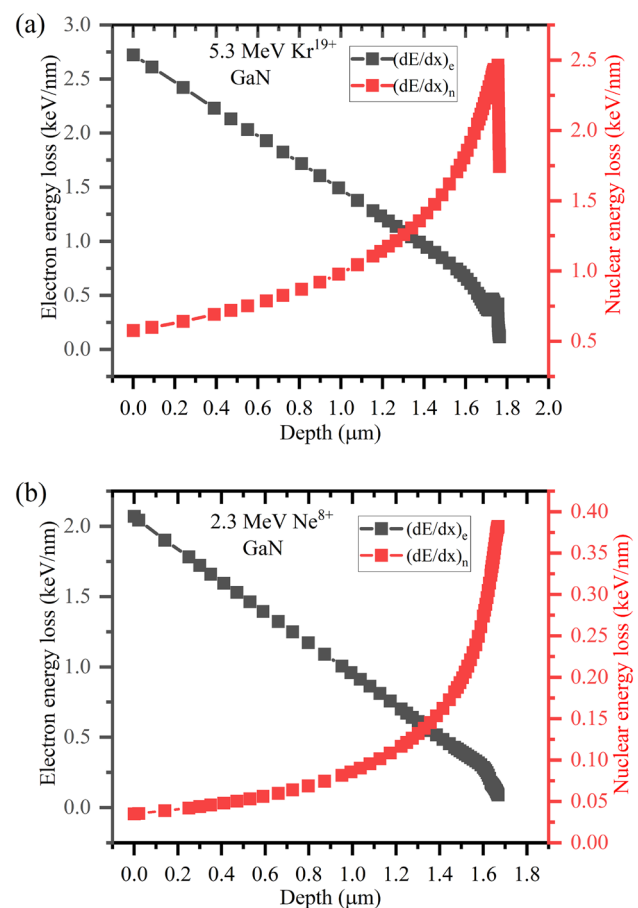 (a)
5.3 MeV Kr19+
GaN
(dE/dx)e
(dE/dx)n
Electron energy loss (keV/nm)
3.0
2.5
2.0
1.5
1.0
0.5
0.0
Nuclear energy loss (keV/nm)
2.5
2.0
1.5
1.0
0.5
0.0 0.2 0.4 0.6 0.8 1.0 1.2 1.4 1.6 1.8 2.0
Depth (μm)
(b)
2.3 MeV Ne8+
GaN
(dE/dx)e
(dE/dx)n
Electron energy loss (keV/nm)
2.0
1.5
1.0
0.5
0.0
Nuclear energy loss (keV/nm)
0.40
0.35
0.30
0.25
0.20
0.15
0.10
0.05
0.00
0.0 0.2 0.4 0.6 0.8 1.0 1.2 1.4 1.6 1.8
Depth (μm)